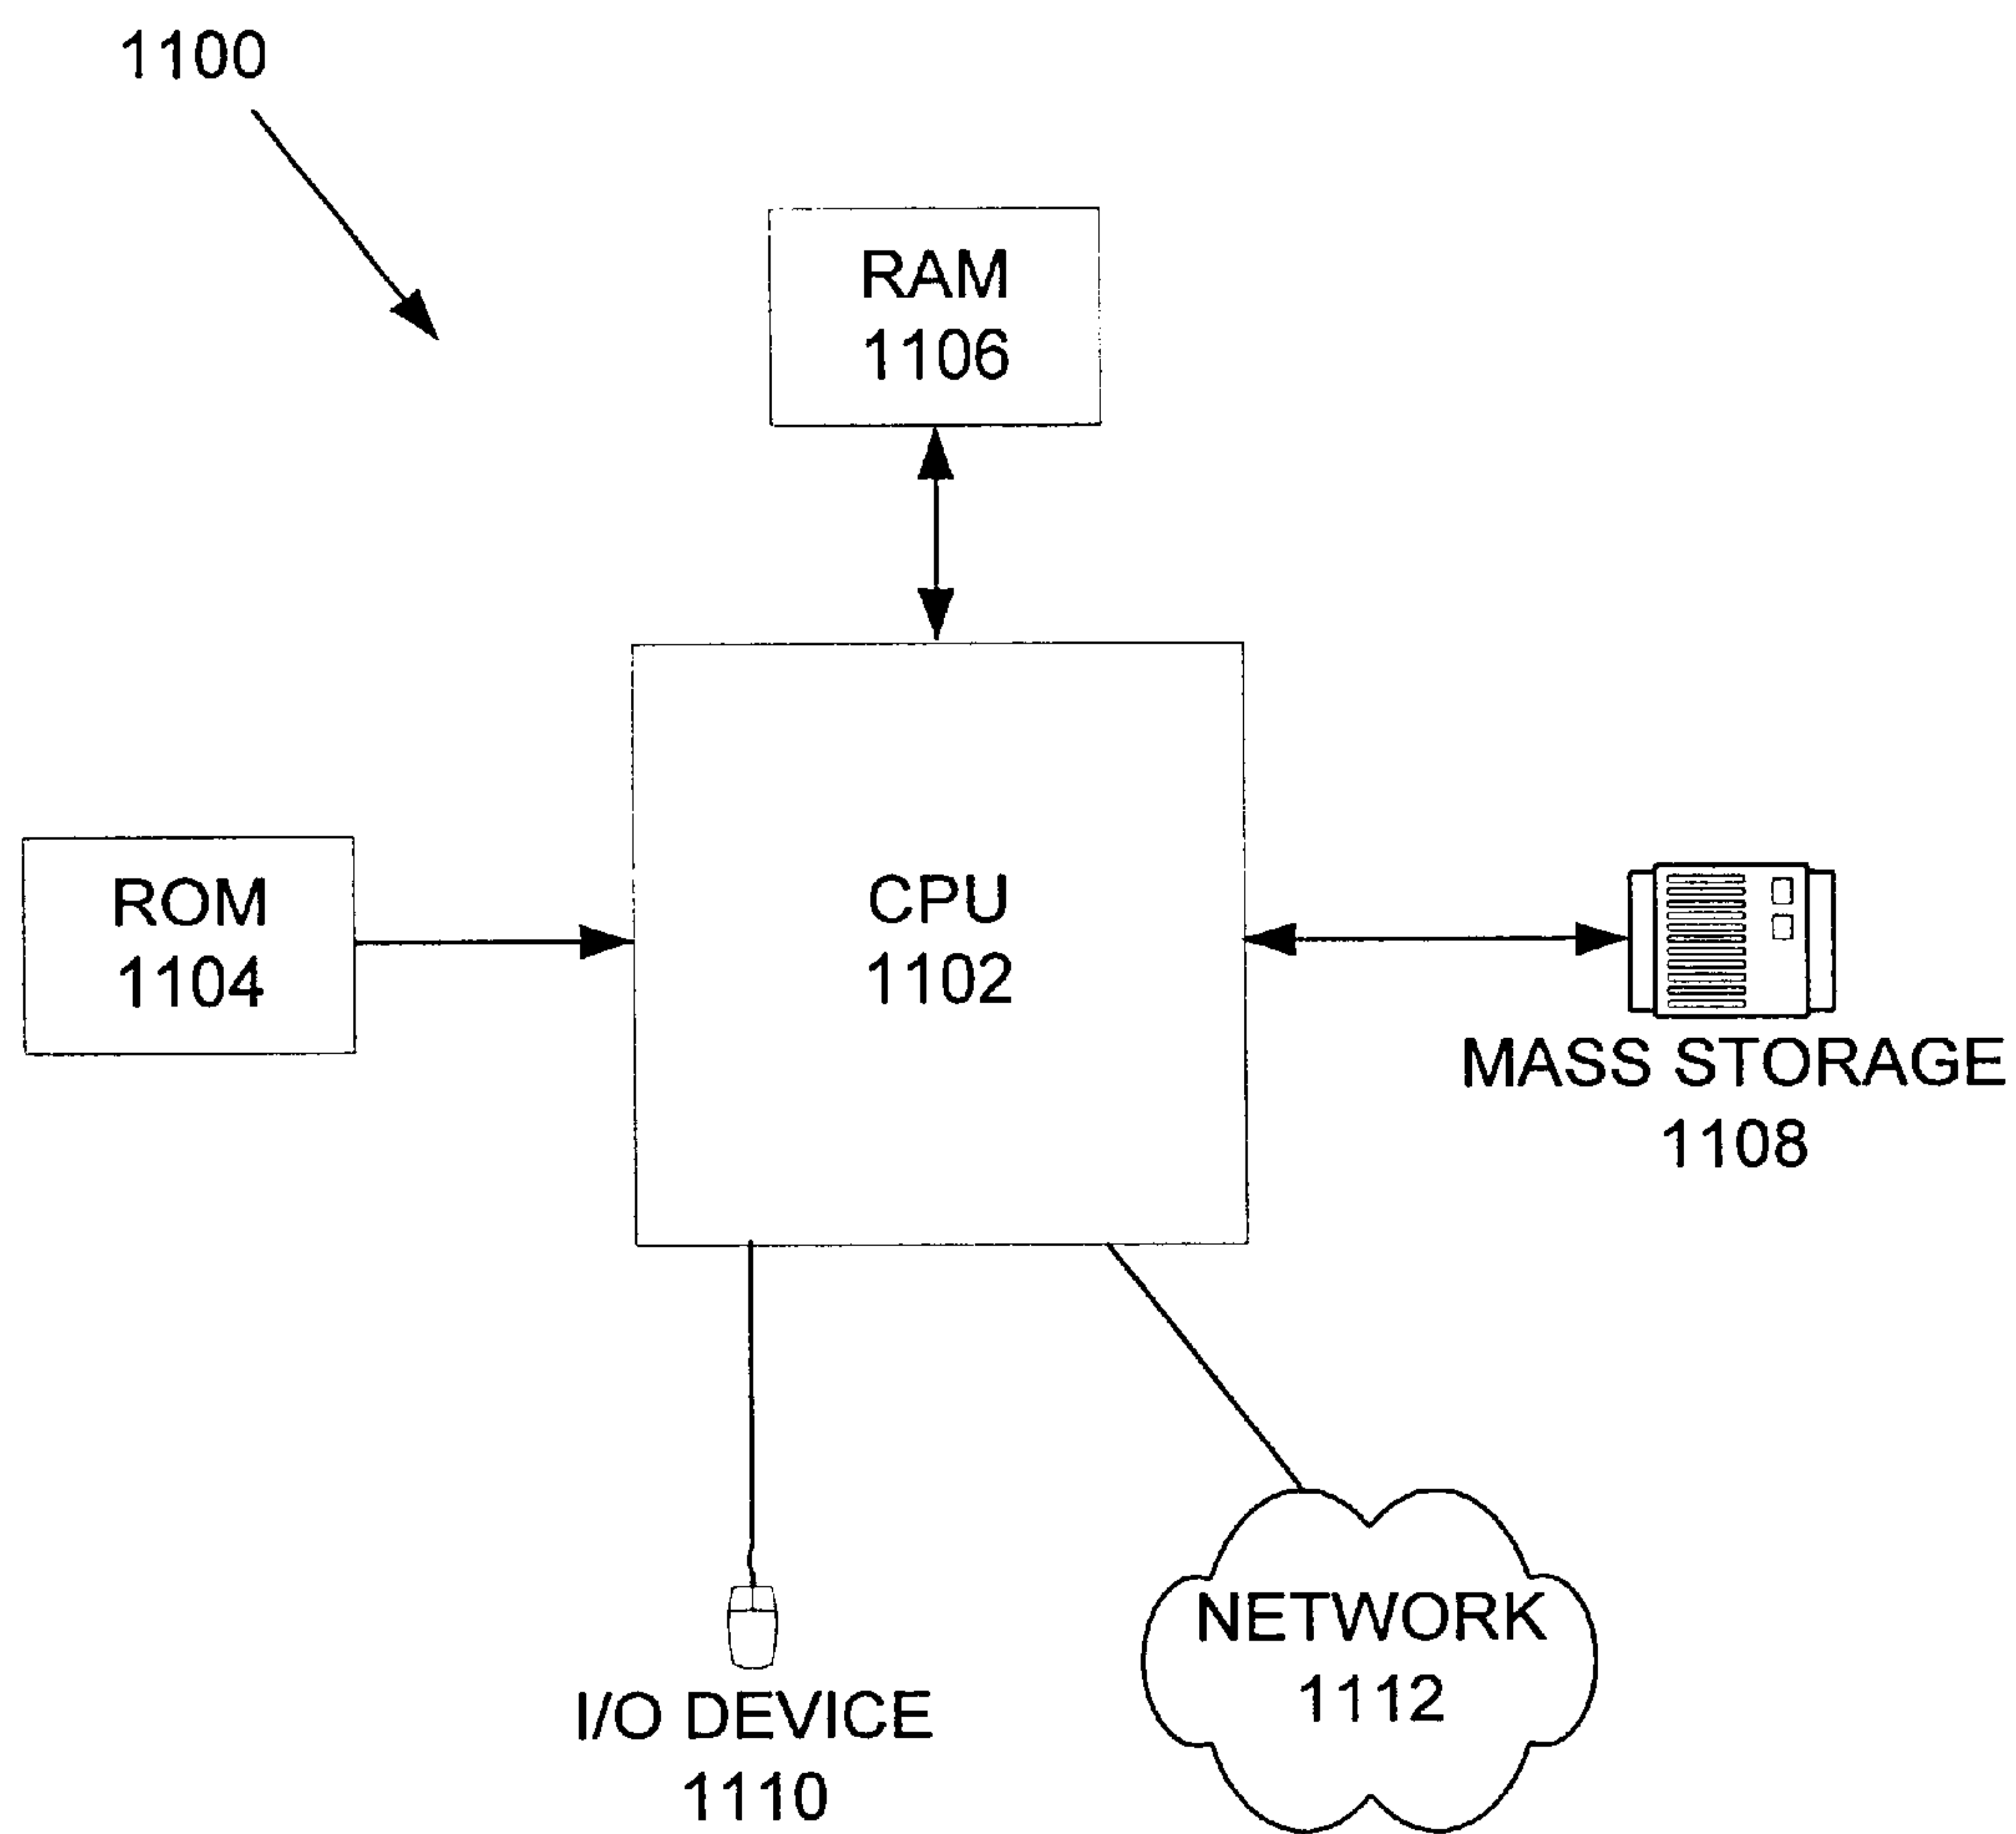 1100
RAM
1106
ROM
1104
CPU
1102
MASS STORAGE
1108
I/O DEVICE
1110
NETWORK
1112